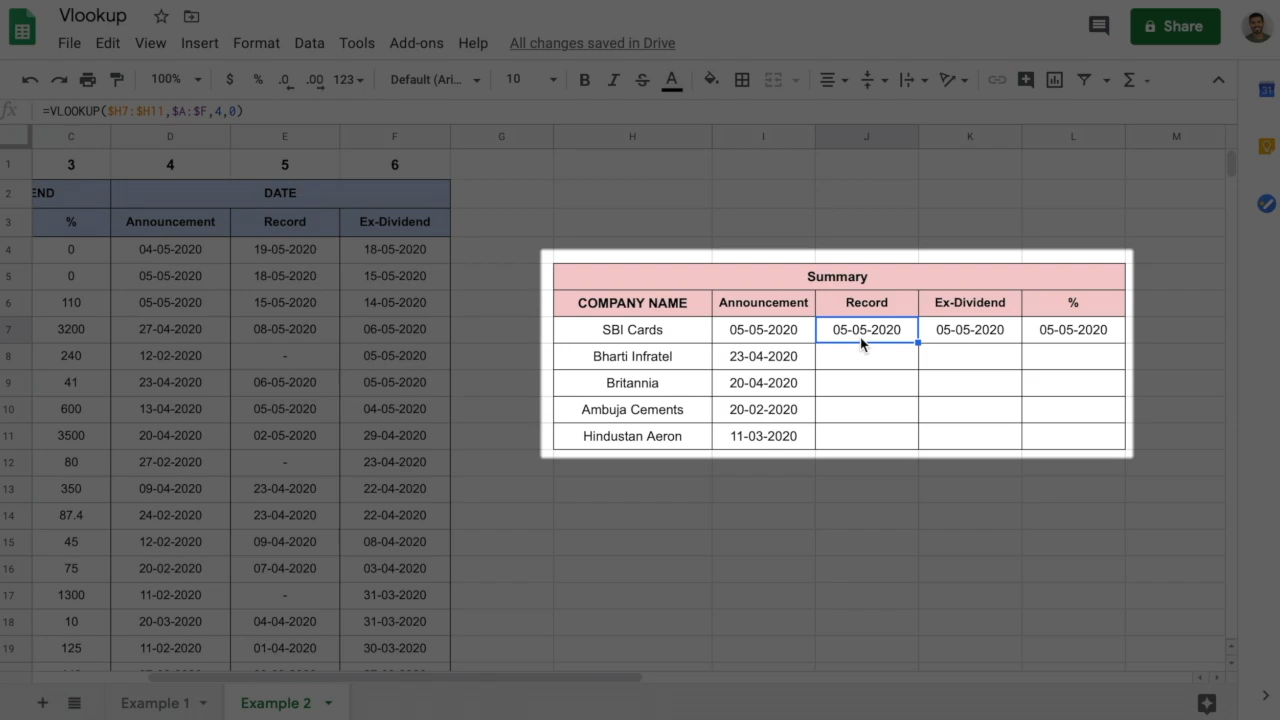 Vlookup
File Edit View Insert Format Data Tools Add-ons Help All changes saved in Drive
Share
100% $ % .0 .00 123 Default (Ari... 10 B I S A
fx =VLOOKUP($H7:$H11,$A:$F,4,0)
C D E F G H I J K L M
1 3 4 5 6
2 END DATE
3 % Announcement Record Ex-Dividend
4 0 04-05-2020 19-05-2020 18-05-2020
5 0 05-05-2020 18-05-2020 15-05-2020 Summary
6 110 05-05-2020 15-05-2020 14-05-2020 COMPANY NAME Announcement Record Ex-Dividend %
7 3200 27-04-2020 08-05-2020 06-05-2020 SBI Cards 05-05-2020 05-05-2020 05-05-2020 05-05-2020
8 240 12-02-2020 - 05-05-2020 Bharti Infratel 23-04-2020
9 41 23-04-2020 06-05-2020 05-05-2020 Britannia 20-04-2020
10 600 13-04-2020 05-05-2020 04-05-2020 Ambuja Cements 20-02-2020
11 3500 20-04-2020 02-05-2020 29-04-2020 Hindustan Aeron 11-03-2020
12 80 27-02-2020 - 23-04-2020
13 350 09-04-2020 23-04-2020 22-04-2020
14 87.4 24-02-2020 23-04-2020 22-04-2020
15 45 12-02-2020 09-04-2020 08-04-2020
16 75 20-02-2020 07-04-2020 03-04-2020
17 1300 11-02-2020 - 31-03-2020
18 10 20-03-2020 04-04-2020 31-03-2020
19 125 11-02-2020 01-04-2020 30-03-2020
Example 1 Example 2
31